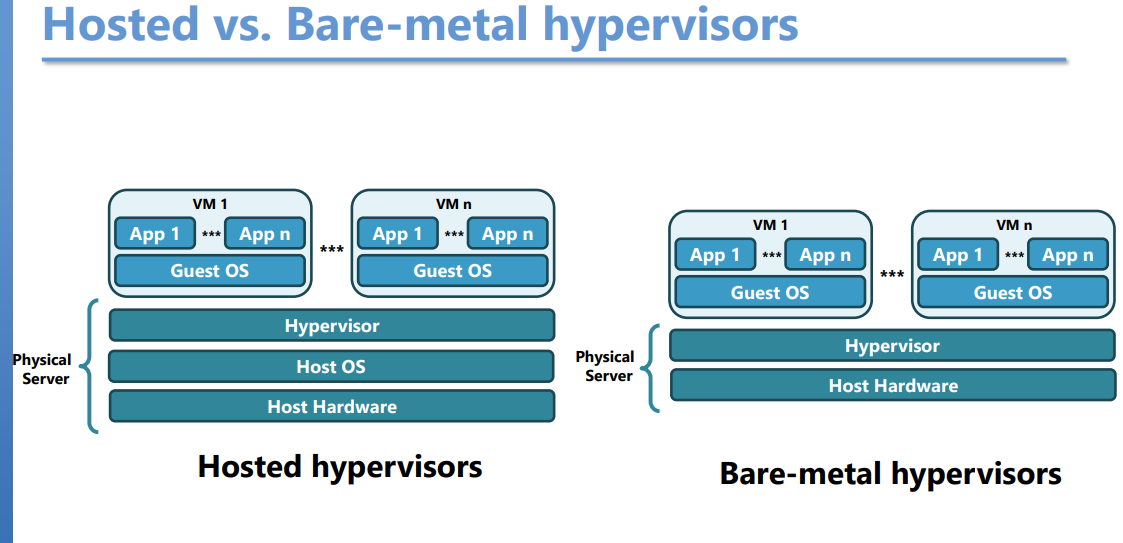 Hosted vs. Bare-metal hypervisors
VM 1
App 1 *** App n
Guest OS
***
VM n
App 1 *** App n
Guest OS
Physical
Server
Hypervisor
Host OS
Host Hardware
Hosted hypervisors
VM 1
App 1 *** App n
Guest OS
***
VM n
App 1 *** App n
Guest OS
Physical
Server
Hypervisor
Host Hardware
Bare-metal hypervisors